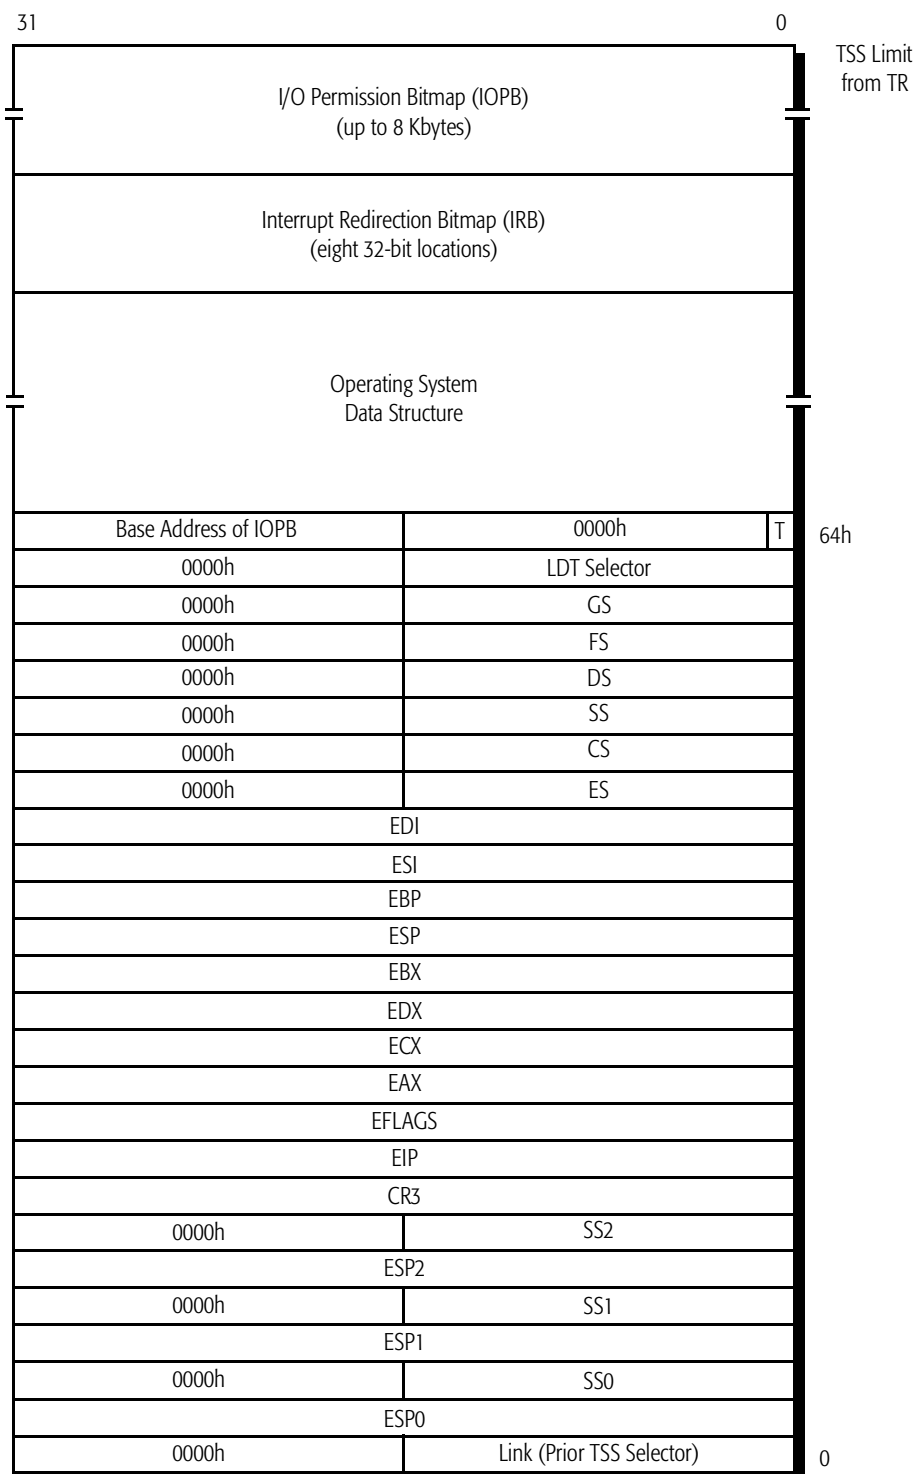 31 0
TSS Limit
from TR
I/O Permission Bitmap (IOPB)
(up to 8 Kbytes)
Interrupt Redirection Bitmap (IRB)
(eight 32-bit locations)
Operating System
Data Structure
Base Address of IOPB 0000h T 64h
0000h LDT Selector
0000h GS
0000h FS
0000h DS
0000h SS
0000h CS
0000h ES
EDI
ESI
EBP
ESP
EBX
EDX
ECX
EAX
EFLAGS
EIP
CR3
0000h SS2
ESP2
0000h SS1
ESP1
0000h SS0
ESP0
0000h Link (Prior TSS Selector) 0